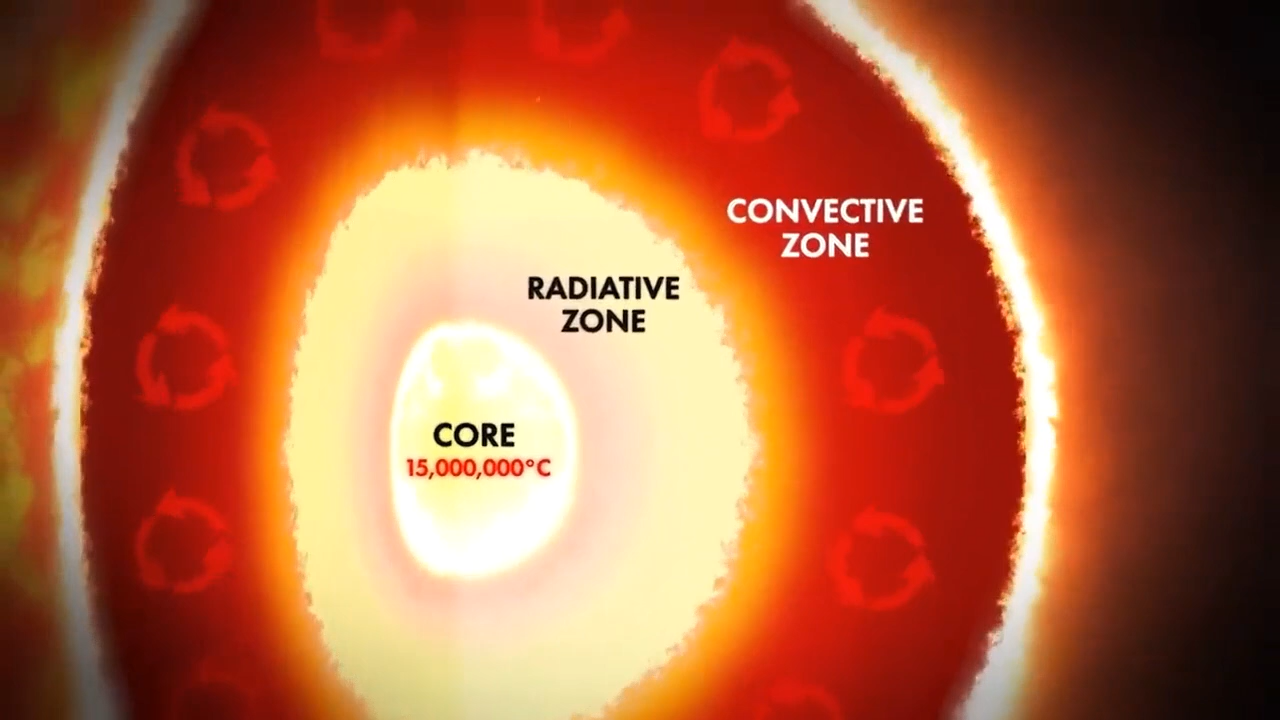 CONVECTIVE
ZONE
RADIATIVE
ZONE
CORE
15,000,000°C